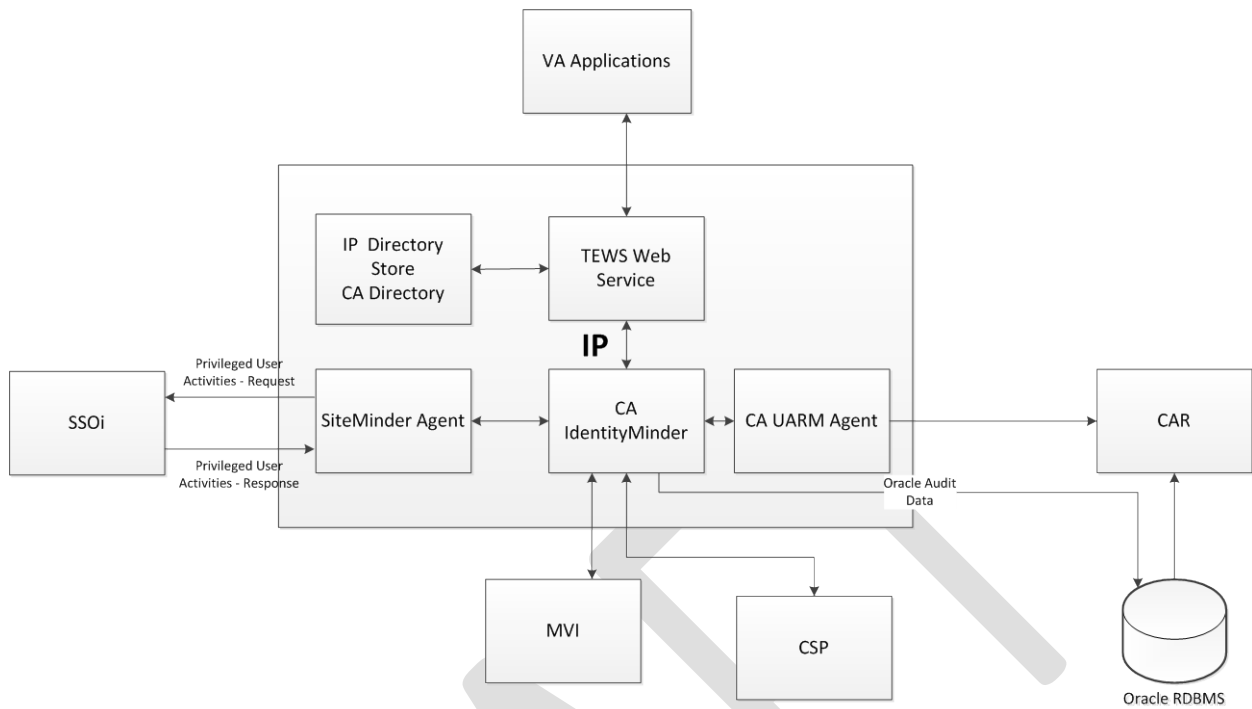 VA Applications
IP Directory
Store
CA Directory
TEWS Web
Service
IP
Privileged User
Activities - Request
SSOi
SiteMinder Agent
CA
IdentityMinder
CA UARM Agent
CAR
Privileged User
Activities - Response
Oracle Audit
Data
MVI
CSP
Oracle RDBMS